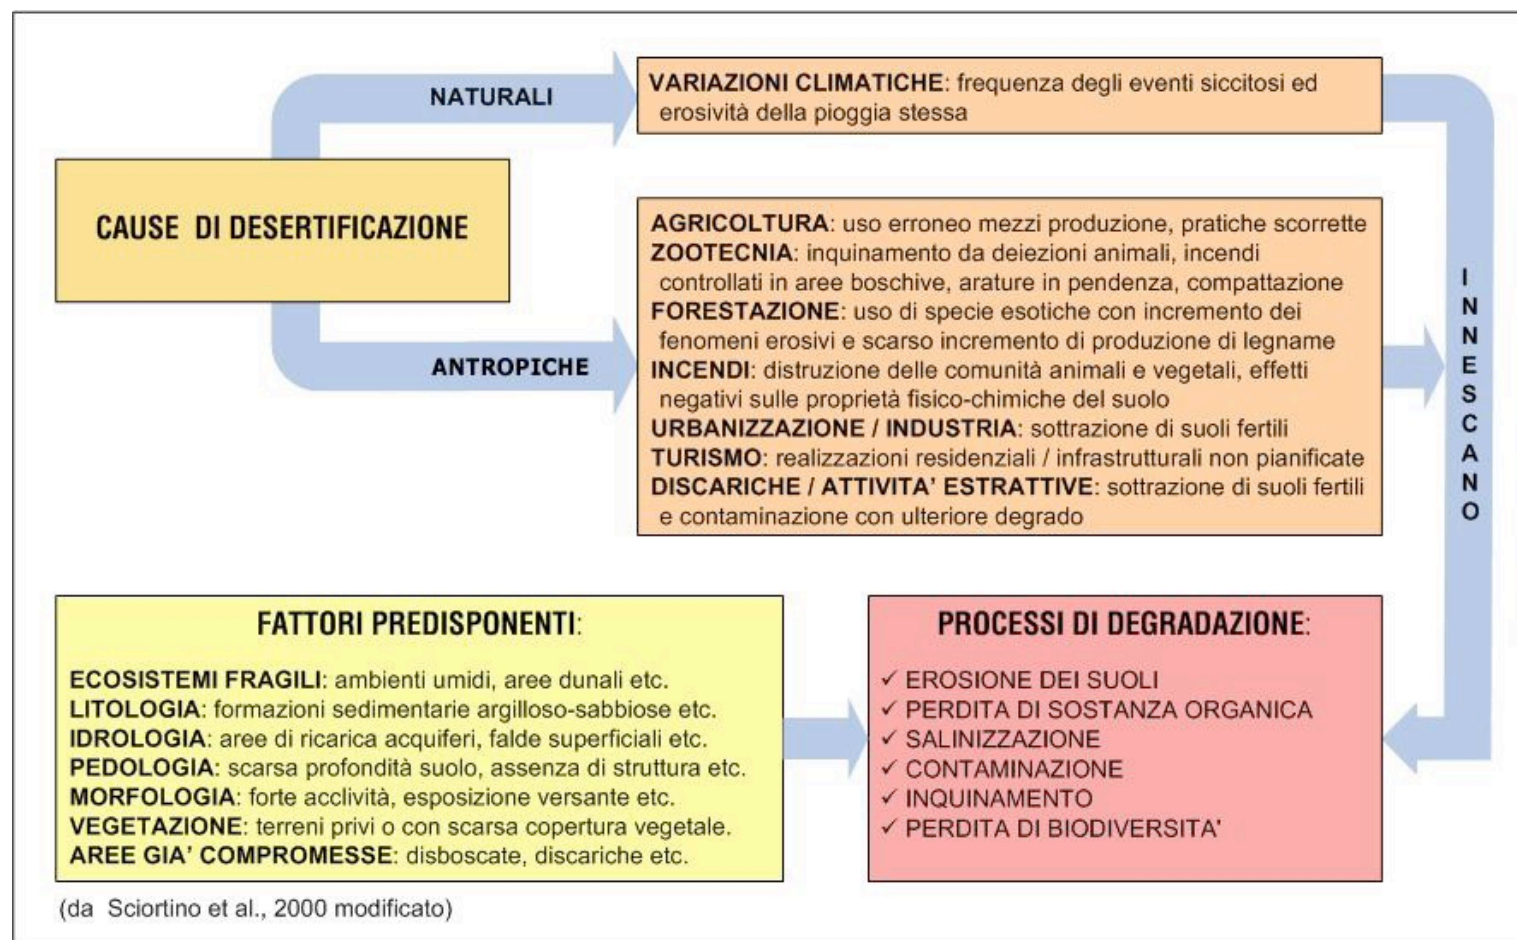 NATURALI
VARIAZIONI CLIMATICHE: frequenza degli eventi siccitosi ed
erosività della pioggia stessa
CAUSE DI DESERTIFICAZIONE
ANTROPICHE
AGRICOLTURA: uso erroneo mezzi produzione, pratiche scorrette
ZOOTECNIA: inquinamento da deiezioni animali, incendi
controllati in aree boschive, arature in pendenza, compattazione
FORESTAZIONE: uso di specie esotiche con incremento dei
fenomeni erosivi e scarso incremento di produzione di legname
INCENDI: distruzione delle comunità animali e vegetali, effetti
negativi sulle proprietà fisico-chimiche del suolo
URBANIZZAZIONE / INDUSTRIA: sottrazione di suoli fertili
TURISMO: realizzazioni residenziali / infrastrutturali non pianificate
DISCARICHE / ATTIVITA' ESTRATTIVE: sottrazione di suoli fertili
e contaminazione con ulteriore degrado
INNESCANO
FATTORI PREDISPONENTI:
ECOSISTEMI FRAGILI: ambienti umidi, aree dunali etc.
LITOLOGIA: formazioni sedimentarie argilloso-sabbiose etc.
IDROLOGIA: aree di ricarica acquiferi, falde superficiali etc.
PEDOLOGIA: scarsa profondità suolo, assenza di struttura etc.
MORFOLOGIA: forte acclività, esposizione versante etc.
VEGETAZIONE: terreni privi o con scarsa copertura vegetale.
AREE GIA' COMPROMESSE: disboscate, discariche etc.
PROCESSI DI DEGRADAZIONE:
✓ EROSIONE DEI SUOLI
✓ PERDITA DI SOSTANZA ORGANICA
✓ SALINIZZAZIONE
✓ CONTAMINAZIONE
✓ INQUINAMENTO
✓ PERDITA DI BIODIVERSITA'
(da Sciortino et al., 2000 modificato)